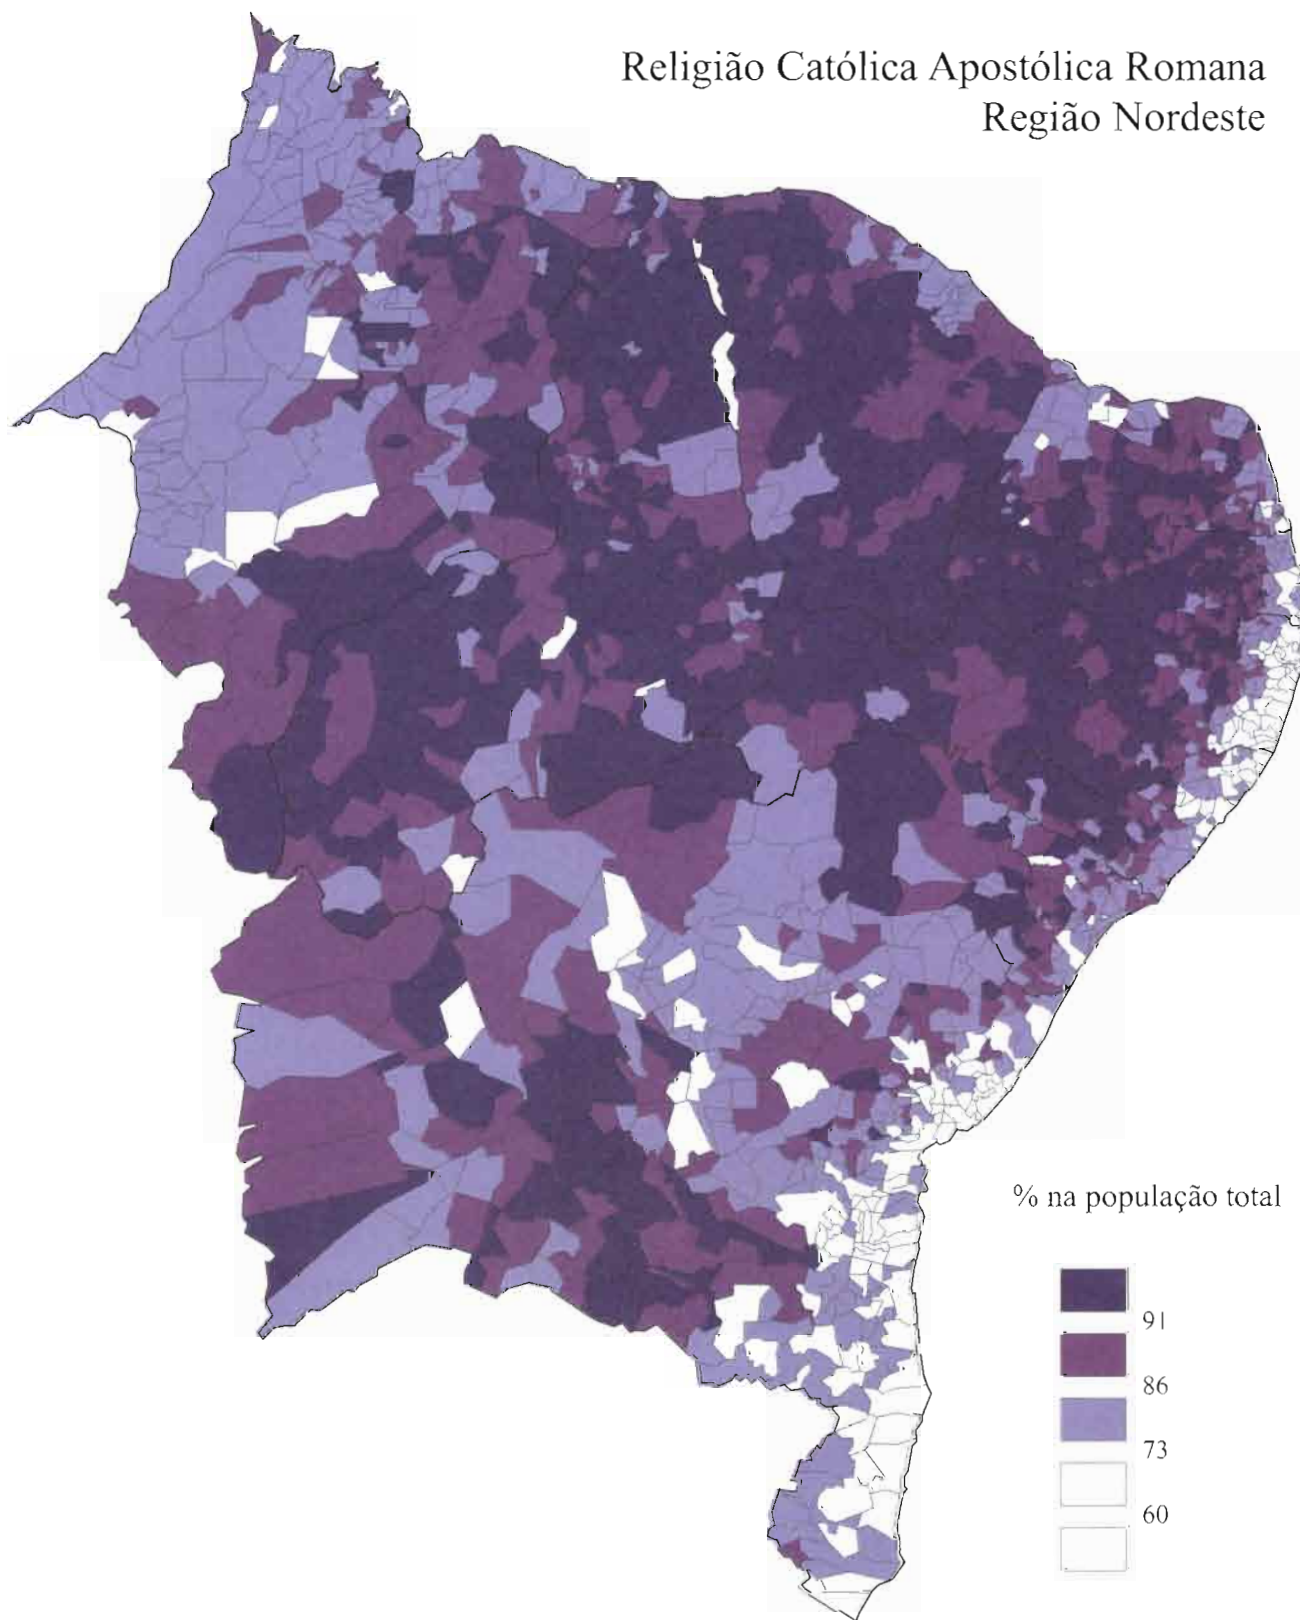 Religião Católica Apostólica Romana
Região Nordeste
% na população total
91
86
73
60